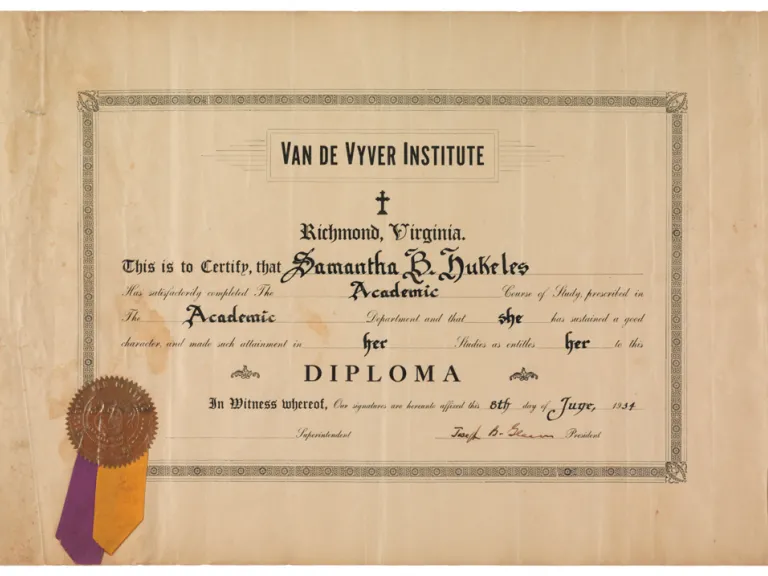 VAN DE VYVER INSTITUTE
Richmond, Virginia.
This is to Certify, that Samantha B. Hukeles
Has satisfactorily completed The Academic Course of Study, prescribed in
The Academic Department and that she has sustained a good
character, and made such attainment in her Studies as entitles her to this
DIPLOMA
In Witness whereof, Our signatures are hereunto affixed this 8th day of June, 1934
Superintendent President